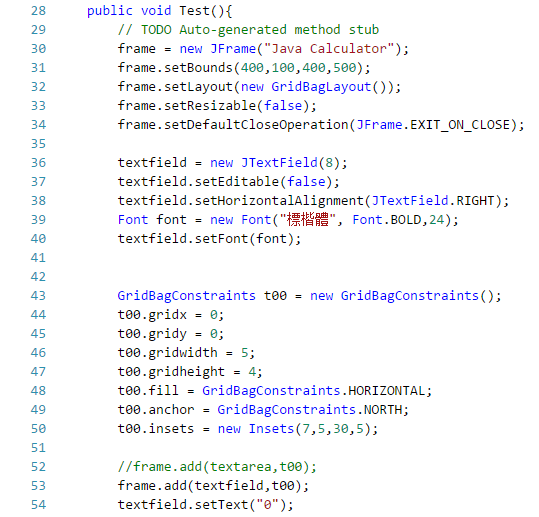 28    public void Test(){
29        // TODO Auto-generated method stub
30        frame = new JFrame("Java Calculator");
31        frame.setBounds(400,100,400,500);
32        frame.setLayout(new GridBagLayout());
33        frame.setResizable(false);
34        frame.setDefaultCloseOperation(JFrame.EXIT_ON_CLOSE);
35
36        textfield = new JTextField(8);
37        textfield.setEditable(false);
38        textfield.setHorizontalAlignment(JTextField.RIGHT);
39        Font font = new Font("標楷體", Font.BOLD,24);
40        textfield.setFont(font);
41
42
43        GridBagConstraints t00 = new GridBagConstraints();
44        t00.gridx = 0;
45        t00.gridy = 0;
46        t00.gridwidth = 5;
47        t00.gridheight = 4;
48        t00.fill = GridBagConstraints.HORIZONTAL;
49        t00.anchor = GridBagConstraints.NORTH;
50        t00.insets = new Insets(7,5,30,5);
51
52        //frame.add(textarea,t00);
53        frame.add(textfield,t00);
54        textfield.setText("0");